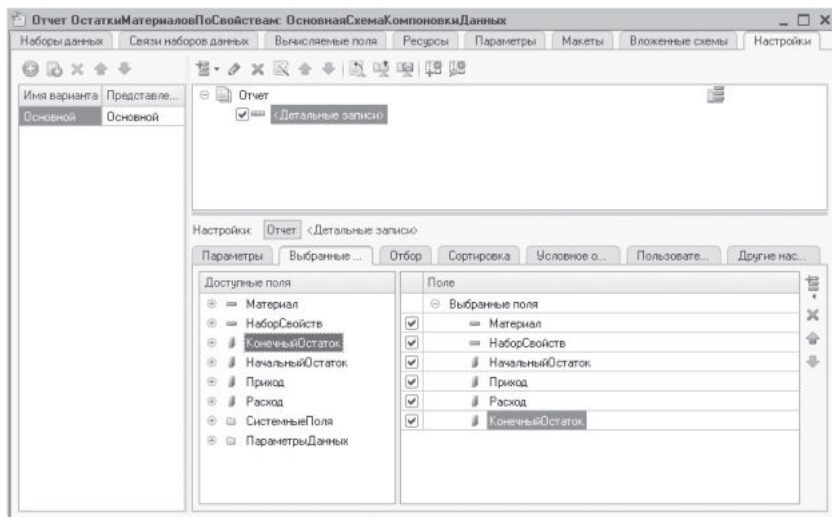 Отчет ОстаткиМатериаловПоСвойствам: ОсновнаяСхемаКомпоновкиДанных
Наборы данных Связи наборов данных Вычисляемые поля Ресурсы Параметры Макеты Вложенные схемы Настройки
Имя варианта Представле...
Основной Основной
Отчет
<Детальные записи>
Настройки: Отчет <Детальные записи>
Параметры Выбранные ... Отбор Сортировка Условное о... Пользовате... Другие нас...
Доступные поля
Материал
НаборСвойств
КонечныйОстаток
НачальныйОстаток
Приход
Расход
СистемныеПоля
ПараметрыДанных
Поле
Выбранные поля
Материал
НаборСвойств
НачальныйОстаток
Приход
Расход
КонечныйОстаток